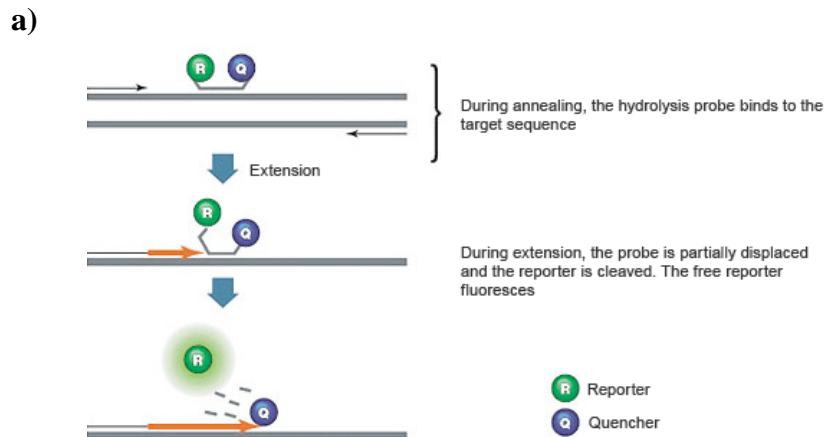 a)
R Q
During annealing, the hydrolysis probe binds to the
target sequence
Extension
R
Q
During extension, the probe is partially displaced
and the reporter is cleaved. The free reporter
fluoresces
R
R Reporter
Q
Q Quencher